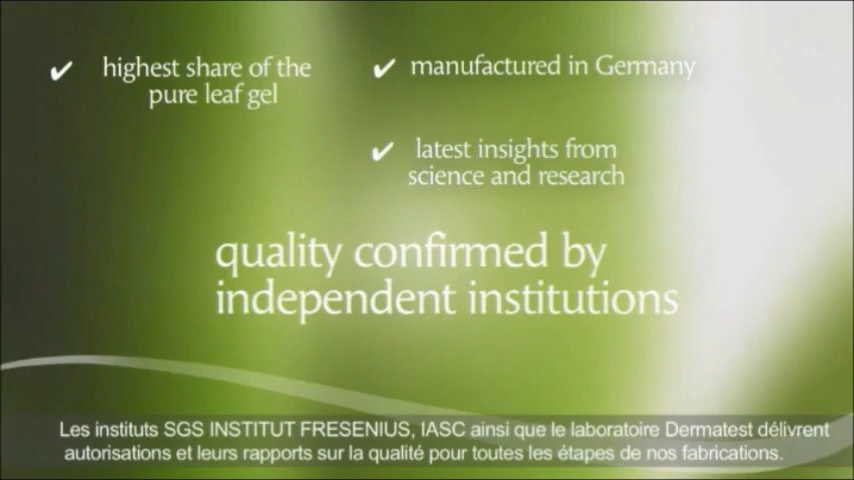 ✔ highest share of the
pure leaf gel
✔ manufactured in Germany
✔ latest insights from
science and research
quality confirmed by
independent institutions
Les instituts SGS INSTITUT FRESENIUS, IASC ainsi que le laboratoire Dermatest délivrent
autorisations et leurs rapports sur la qualité pour toutes les étapes de nos fabrications.